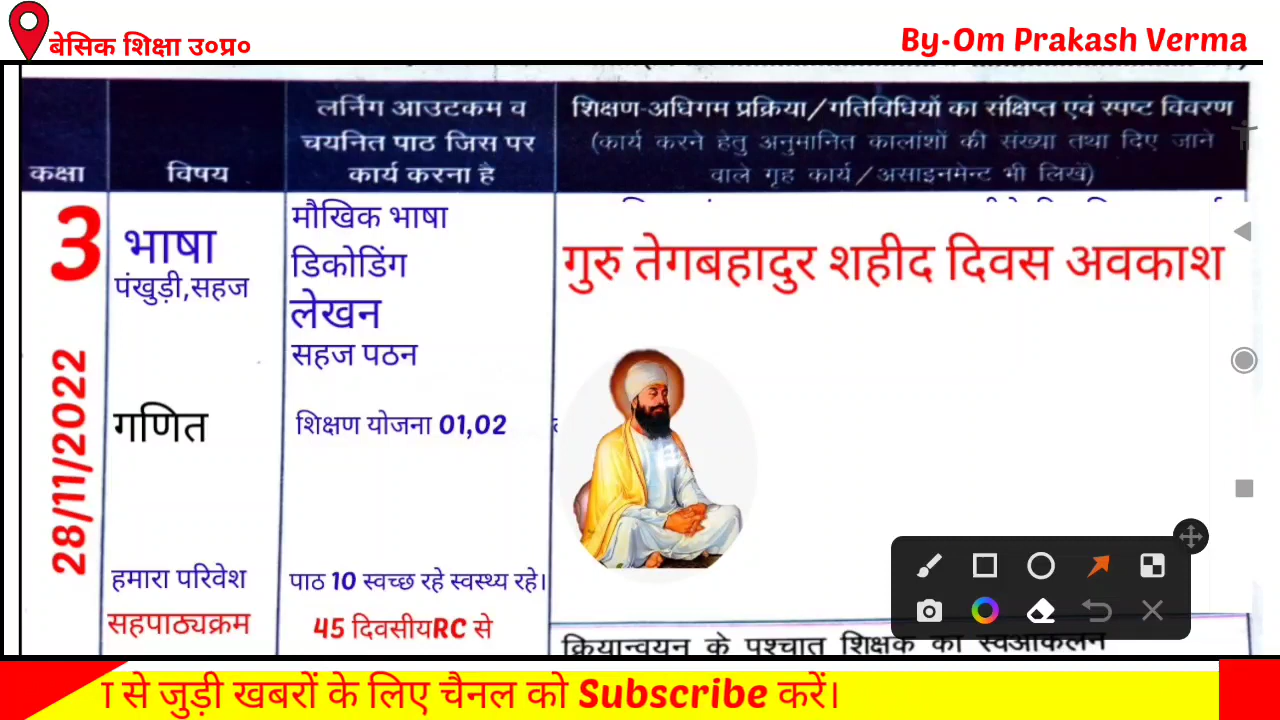 बेसिक शिक्षा उ०प्र०
By-Om Prakash Verma
कक्षा
विषय
लर्निंग आउटकम व
चयनित पाठ जिस पर
कार्य करना है
शिक्षण-अधिगम प्रक्रिया/गतिविधियों का संक्षिप्त एवं स्पष्ट विवरण
(कार्य करने हेतु अनुमानित कालांशों की संख्या तथा दिए जाने
वाले गृह कार्य/असाइनमेन्ट भी लिखें)
3
28/11/2022
भाषा
पंखुड़ी,सहज
मौखिक भाषा
डिकोडिंग
लेखन
सहज पठन
गुरु तेगबहादुर शहीद दिवस अवकाश
गणित
शिक्षण योजना 01,02
हमारा परिवेश
पाठ 10 स्वच्छ रहे स्वस्थ्य रहे।
सहपाठ्यक्रम
45 दिवसीयRC से
क्रियान्वयन के पश्चात शिक्षक का स्वआकलन
से जुड़ी खबरों के लिए चैनल को Subscribe करें।